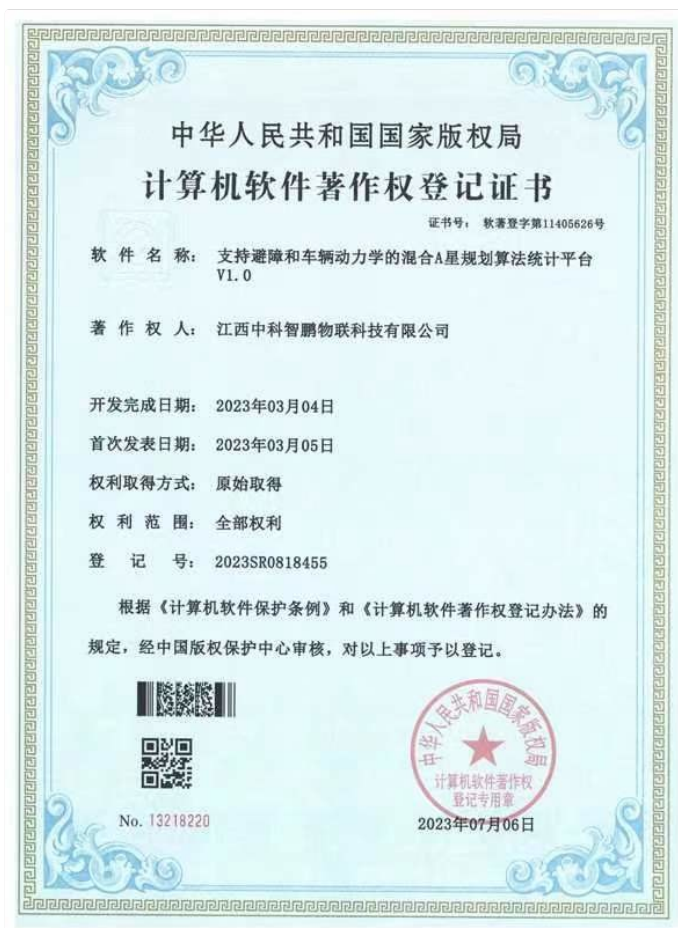 中华人民共和国国家版权局
计算机软件著作权登记证书
证书号： 软著登字第11405626号
软件名称： 支持避障和车辆动力学的混合A星规划算法统计平台
V1.0
著作权人： 江西中科智鹏物联科技有限公司
开发完成日期： 2023年03月04日
首次发表日期： 2023年03月05日
权利取得方式： 原始取得
权利范围： 全部权利
登记号： 2023SR0818455
根据《计算机软件保护条例》和《计算机软件著作权登记办法》的
规定，经中国版权保护中心审核，对以上事项予以登记。
中华人民共和国国家版权局
计算机软件著作权
登记专用章
No. 13218220
2023年07月06日